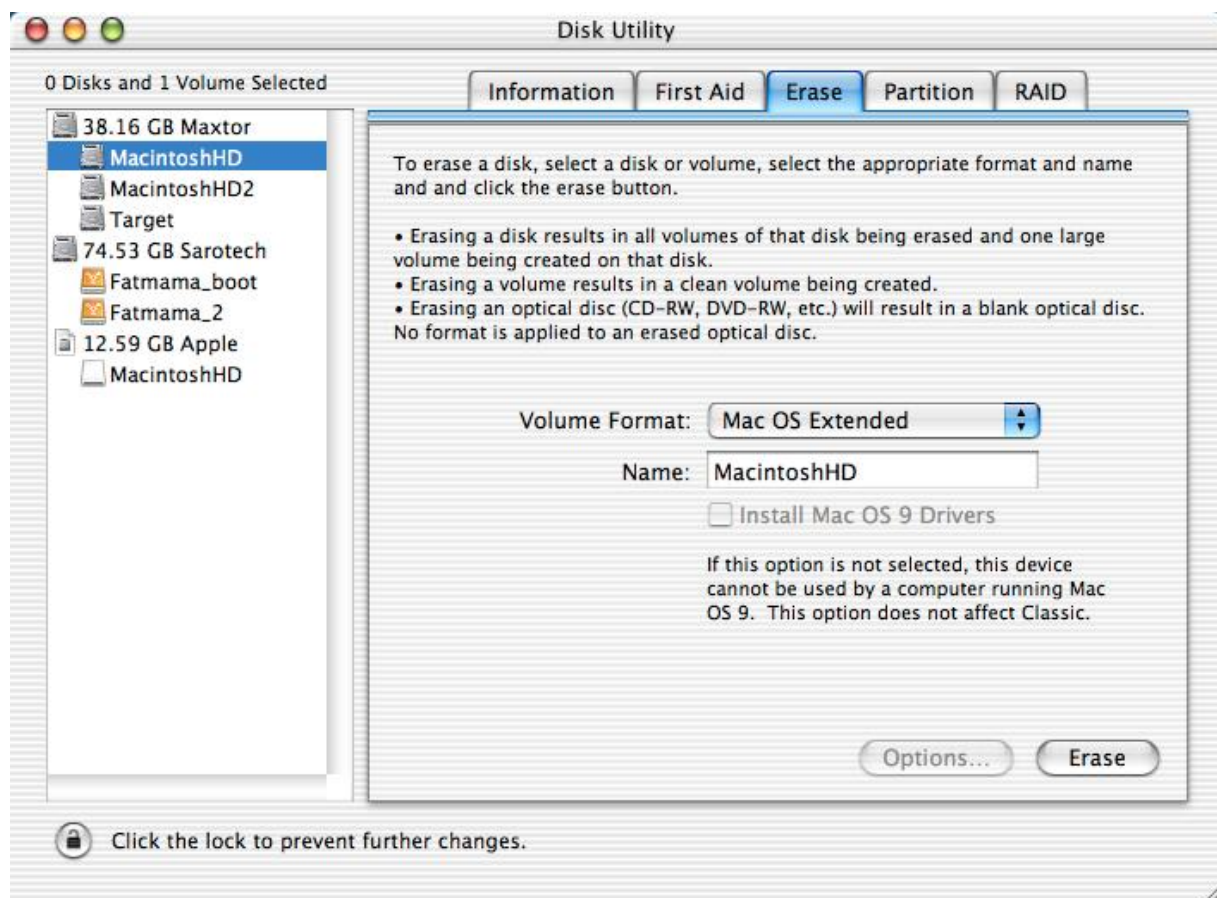 Disk Utility
0 Disks and 1 Volume Selected
38.16 GB Maxtor
MacintoshHD
MacintoshHD2
Target
74.53 GB Sarotech
Fatmama_boot
Fatmama_2
12.59 GB Apple
MacintoshHD
Information First Aid Erase Partition RAID
To erase a disk, select a disk or volume, select the appropriate format and name
and and click the erase button.
• Erasing a disk results in all volumes of that disk being erased and one large
volume being created on that disk.
• Erasing a volume results in a clean volume being created.
• Erasing an optical disc (CD-RW, DVD-RW, etc.) will result in a blank optical disc.
No format is applied to an erased optical disc.
Volume Format: Mac OS Extended
Name: MacintoshHD
Install Mac OS 9 Drivers
If this option is not selected, this device
cannot be used by a computer running Mac
OS 9. This option does not affect Classic.
Options... Erase
Click the lock to prevent further changes.